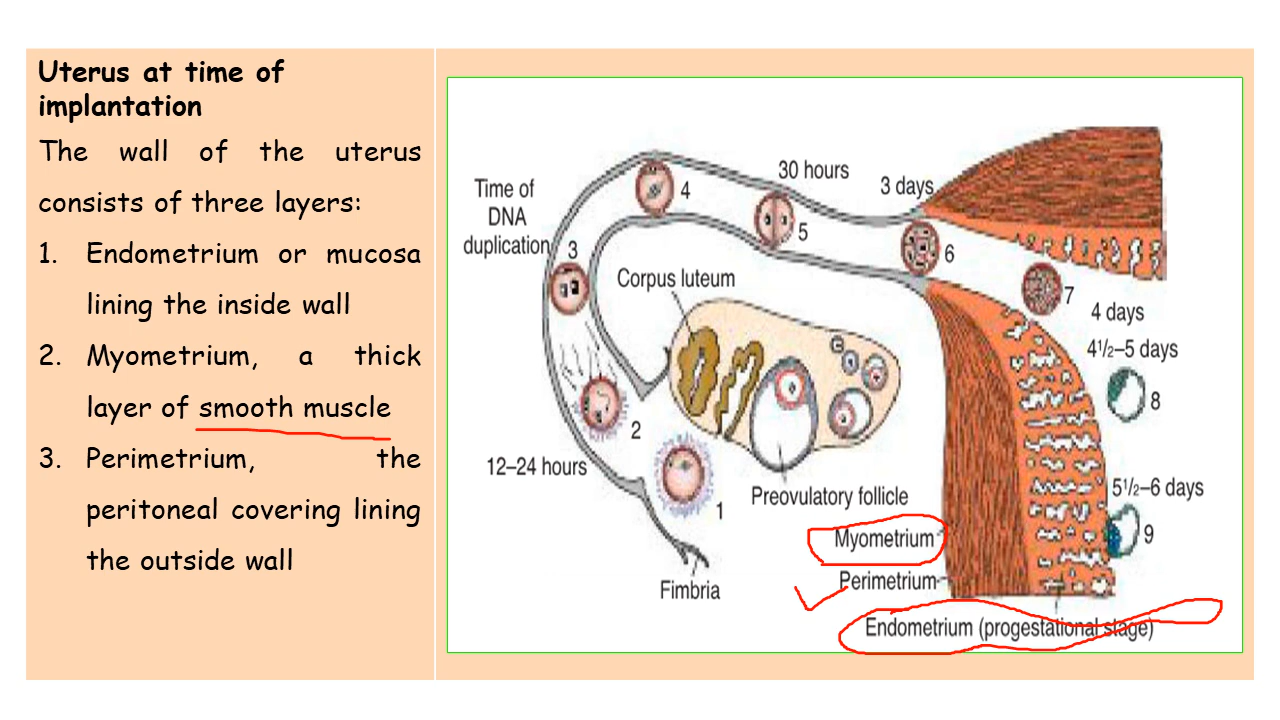 Uterus at time of
implantation
The wall of the uterus
consists of three layers:
1. Endometrium or mucosa
lining the inside wall
2. Myometrium, a thick
layer of smooth muscle
3. Perimetrium, the
peritoneal covering lining
the outside wall
30 hours
3 days
Time of
DNA
duplication
4
5
3
6
Corpus luteum
7
4 days
4 1/2–5 days
8
2
12–24 hours
Preovulatory follicle
1
5 1/2–6 days
9
Myometrium
Perimetrium
Fimbria
Endometrium (progestational stage)